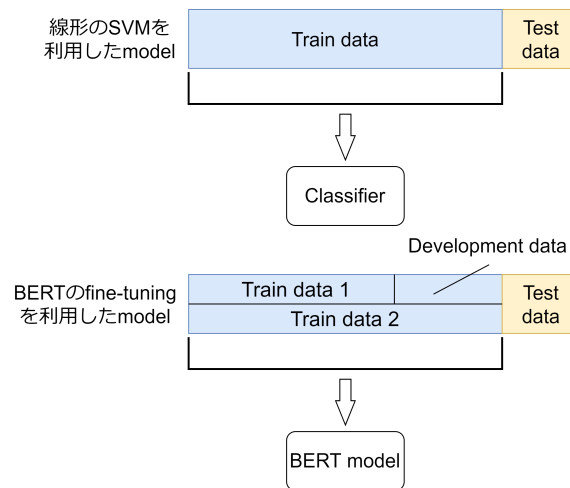 線形のSVMを
利用したmodel
Train data
Test
data
Classifier
Development data
BERTのfine-tuning
を利用したmodel
Train data 1
Train data 2
Test
data
BERT model